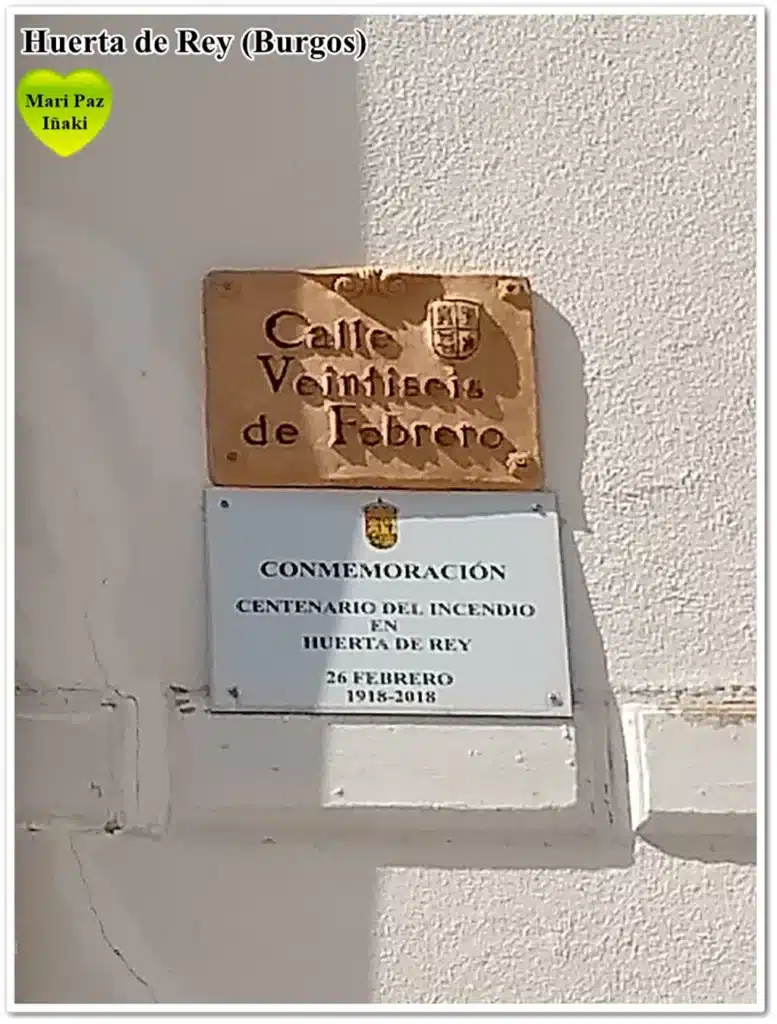 Huerta de Rey (Burgos)
Mari Paz
Iñaki
Calle
Veintiseis
de Febrero
CONMEMORACIÓN
CENTENARIO DEL INCENDIO
EN
HUERTA DE REY
26 FEBRERO
1918-2018